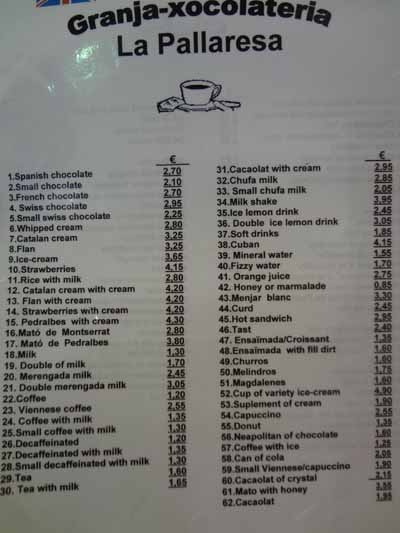 Granja-xocolateria
La Pallaresa
€
1.Spanish chocolate 2,70
2.Small chocolate 2,10
3.French chocolate 2,70
4. Swiss chocolate 2,95
5.Small swiss chocolate 2,25
6.Whipped cream 2,80
7.Catalan cream 3,25
8.Flan 3,25
9.Ice-cream 3,65
10.Strawberries 4,15
11.Rice with milk 2,80
12. Catalan cream with cream 4,20
13. Flan with cream 4,20
14. Strawberries with cream 4,20
15. Pedralbes with cream 4,30
16.Mató de Montserrat 2,80
17. Mató de Pedralbes 3,80
18.Milk 1,30
19. Double of milk 1,70
20. Merengada milk 2,45
21. Double merengada milk 3,05
22.Coffee 1,20
23. Viennese coffee 2,55
24. Coffee with milk 1,35
25.Small coffee with milk 1,30
26.Decaffeinated 1,20
27.Decaffeinated with milk 1,35
28.Small decaffeinated with milk 1,30
29.Tea 1,60
30. Tea with milk 1,65
€
31.Cacaolat with cream 2,95
32.Chufa milk 2,85
33. Small chufa milk 2,05
34.Milk shake 3,95
35.Ice lemon drink 2,45
36. Double ice lemon drink 3,05
37.Soft drinks 1,85
38.Cuban 4,15
39. Mineral water 1,55
40.Fizzy water 1,70
41. Orange juice 2,75
42. Honey or marmalade 0,85
43.Menjar blanc 3,30
44.Curd 2,45
45.Hot sandwich 2,95
46.Tast 2,40
47. Ensaïmada/Croissant 1,35
48.Ensaïmada with fill dirt 1,60
49.Churros 1,60
50.Melindros 1,75
51.Magdalenes 1,60
52.Cup of variety ice-cream 4,90
53.Suplement of cream 1,90
54.Capuccino 2,55
55.Donut 1,35
56.Neapolitan of chocolate 1,60
57.Coffee with ice 1,25
58.Can of cola 2,05
59.Small Viennese/capuccino 1,90
60.Cacaolat of crystal 2,15
61.Mato with honey 3,55
62.Cacaolat 1,95